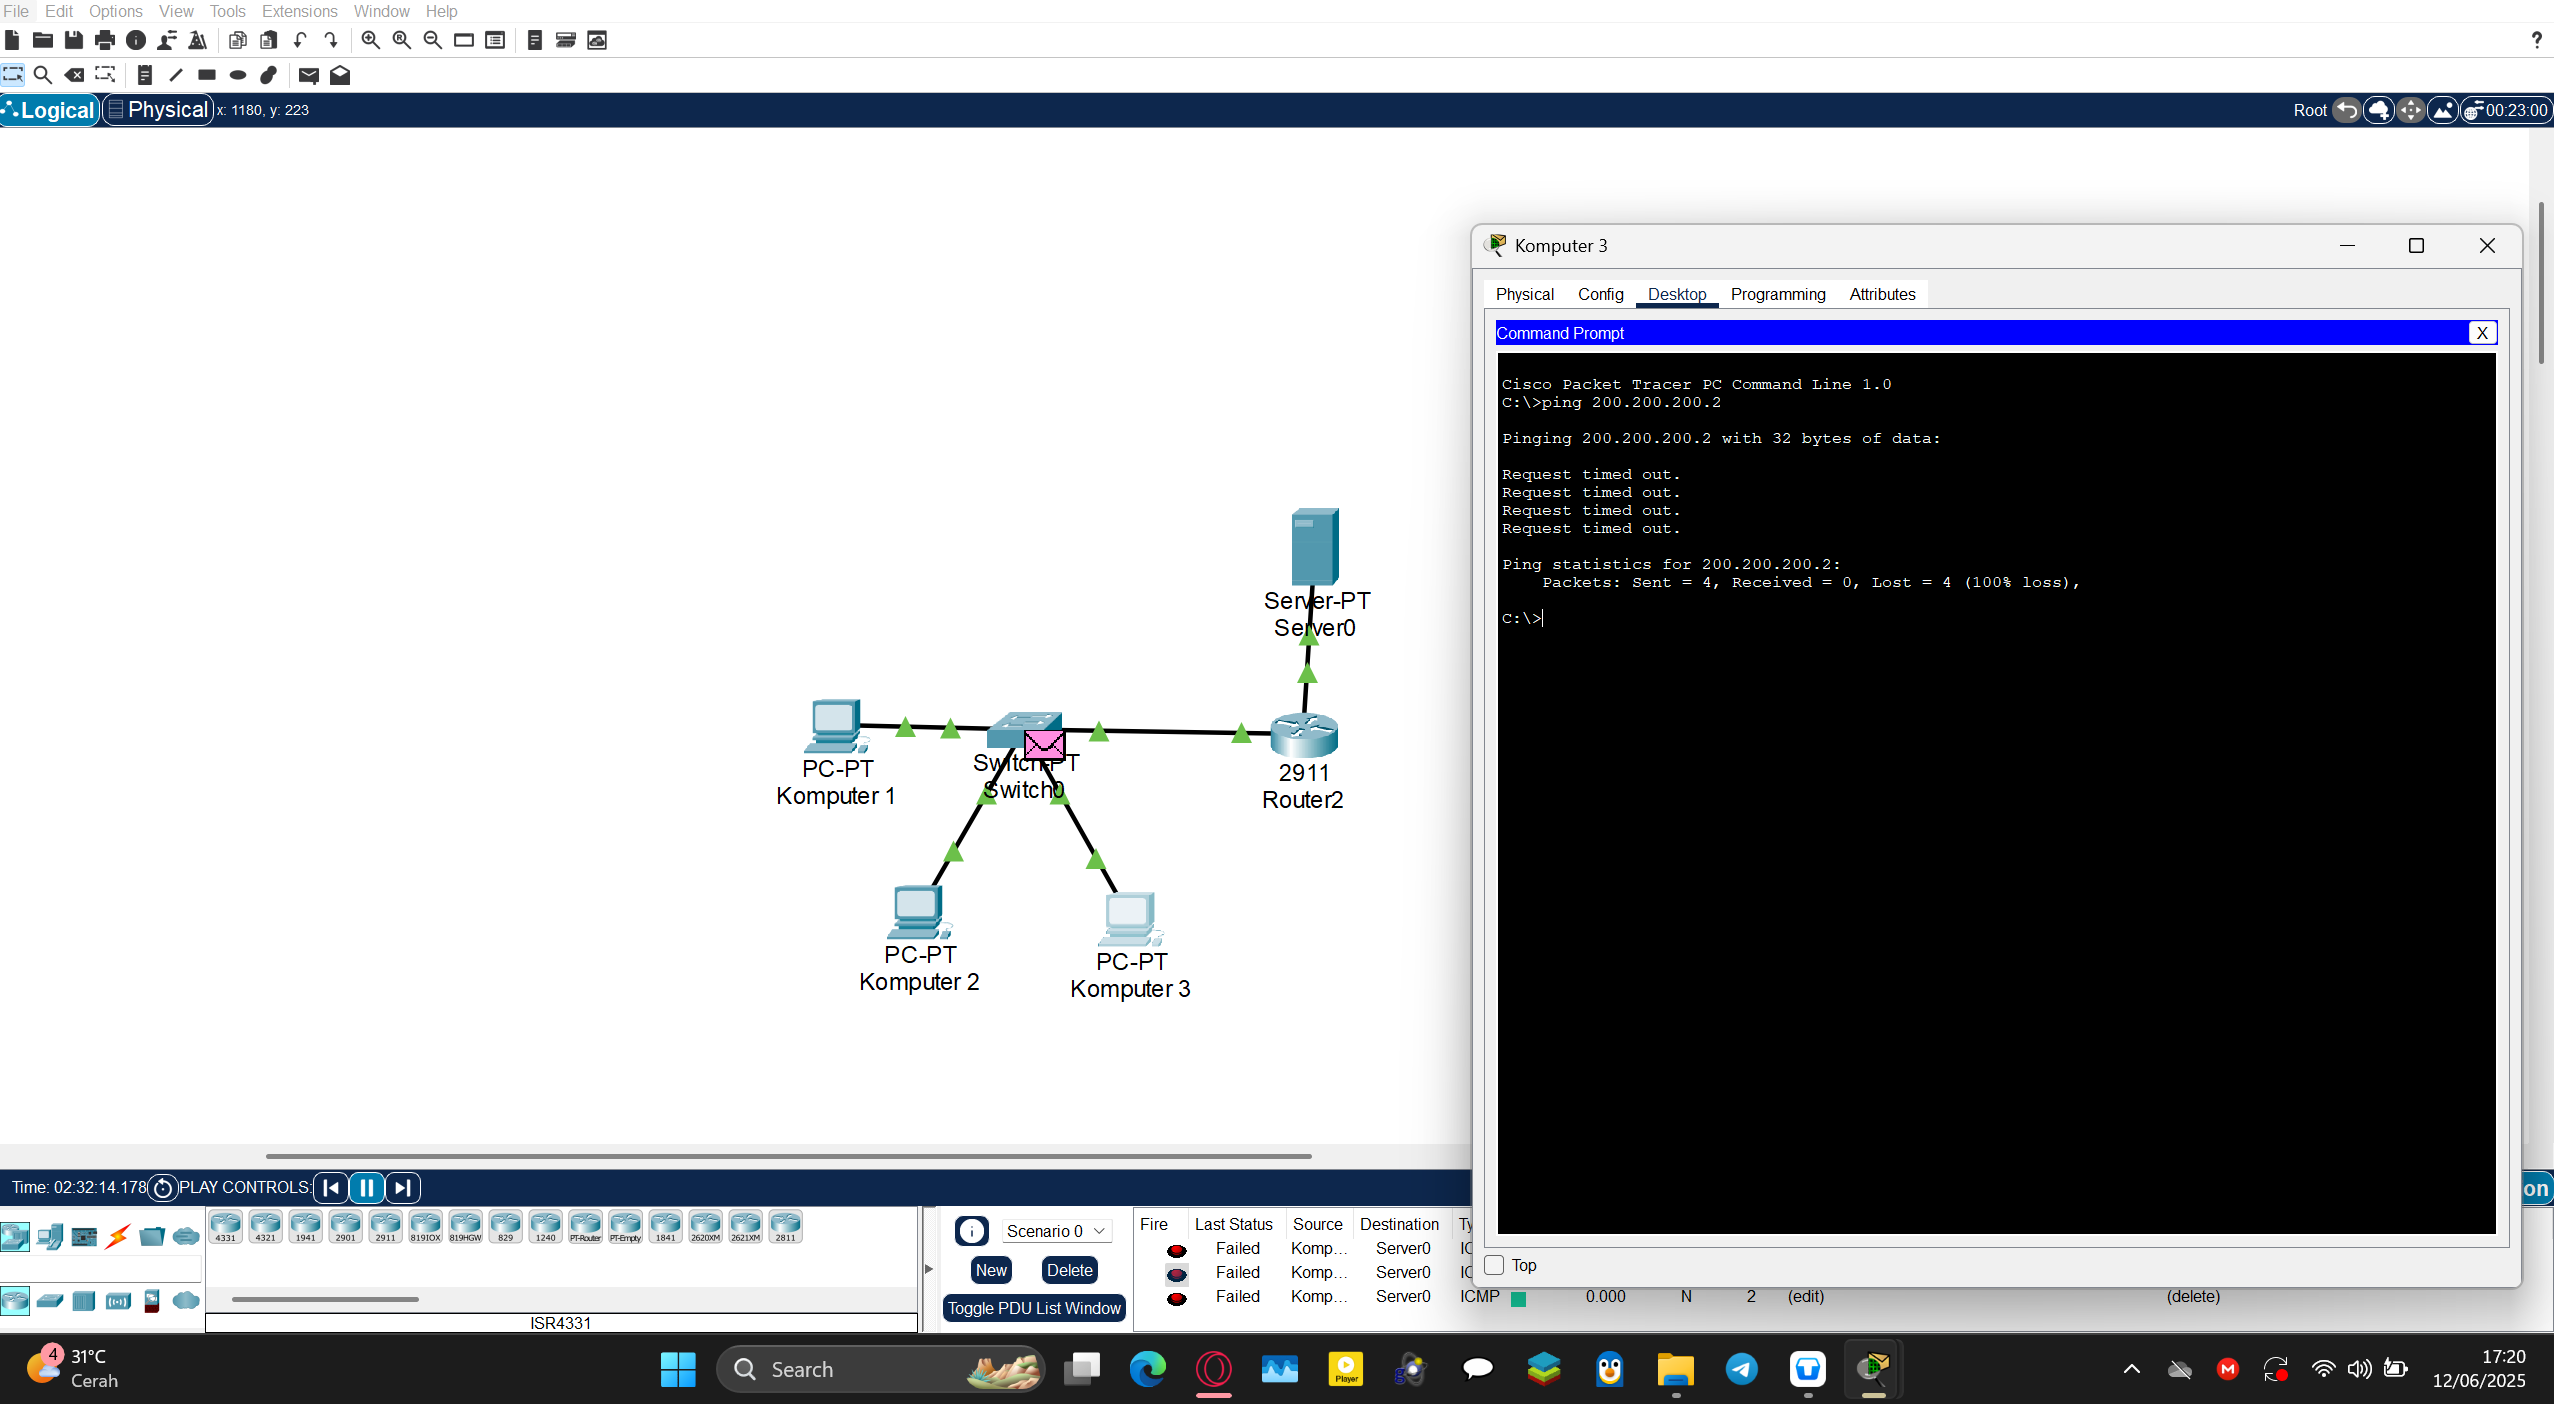 File Edit Options View Tools Extensions Window Help
?
Logical Physical x: 1180, y: 223
Root 00:23:00
Komputer 3
Physical Config Desktop Programming Attributes
Command Prompt X
Cisco Packet Tracer PC Command Line 1.0
C:\>ping 200.200.200.2
Pinging 200.200.200.2 with 32 bytes of data:
Request timed out.
Request timed out.
Request timed out.
Request timed out.
Ping statistics for 200.200.200.2:
Packets: Sent = 4, Received = 0, Lost = 4 (100% loss),
C:\>
Top
Server-PT
Server0
PC-PT
Komputer 1
Switch-PT
Switch0
2911
Router2
PC-PT
Komputer 2
PC-PT
Komputer 3
Time: 02:32:14.178 PLAY CONTROLS:
on
4331 4321 1941 2901 2911 819IOX 819HGW 829 1240 PT-Router PT-Empty 1841 2620XM 2621XM 2811
ISR4331
Scenario 0
New Delete
Toggle PDU List Window
Fire Last Status Source Destination Ty
Failed Komp... Server0 IC
Failed Komp... Server0 IC
Failed Komp... Server0 ICMP 0.000 N 2 (edit) (delete)
4
31°C
Cerah
Search
Player
M
17:20
12/06/2025